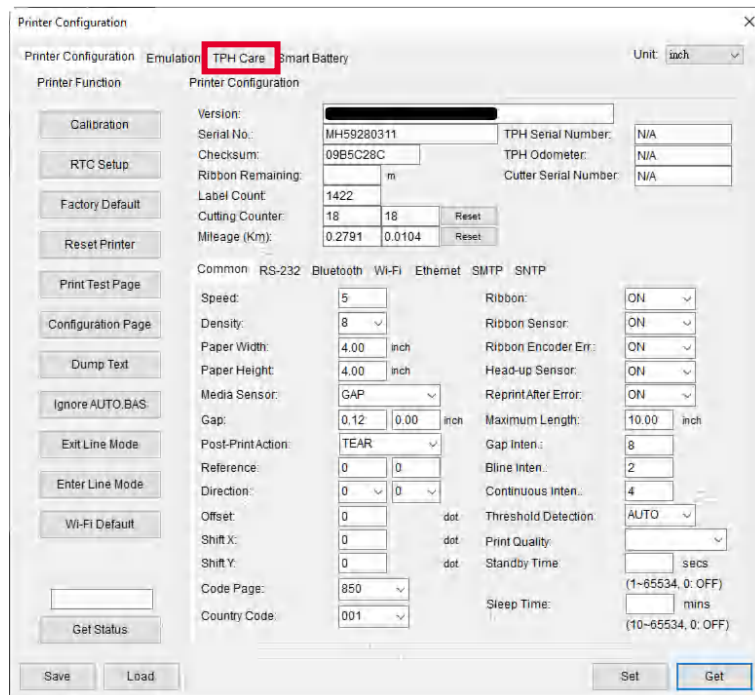 Printer Configuration
Printer Configuration Emulation TPH Care Smart Battery Unit: inch
Printer Function Printer Configuration
Version:
Calibration Serial No.: MH59280311 TPH Serial Number: N/A
Checksum: 09B5C28C TPH Odometer: N/A
RTC Setup Ribbon Remaining: m Cutter Serial Number: N/A
Label Count: 1422
Factory Default Cutting Counter: 18 18 Reset
Reset Printer Mileage (Km): 0.2791 0.0104 Reset
Common RS-232 Bluetooth Wi-Fi Ethernet SMTP SNTP
Print Test Page Speed: 5 Ribbon: ON
Configuration Page Density: 8 Ribbon Sensor: ON
Paper Width: 4.00 inch Ribbon Encoder Err.: ON
Dump Text Paper Height: 4.00 inch Head-up Sensor: ON
Ignore AUTO.BAS Media Sensor: GAP Reprint After Error: ON
Gap: 0.12 0.00 inch Maximum Length: 10.00 inch
Exit Line Mode Post-Print Action: TEAR Gap Inten.: 8
Reference: 0 0 Bline Inten.: 2
Enter Line Mode Direction: 0 0 Continuous Inten.: 4
Wi-Fi Default Offset: 0 dot Threshold Detection: AUTO
Shift X: 0 dot Print Quality:
Shift Y: 0 dot Standby Time: secs
Code Page: 850 (1~65534, 0: OFF)
Country Code: 001 Sleep Time: mins
Get Status (10~65534, 0: OFF)
Save Load Set Get